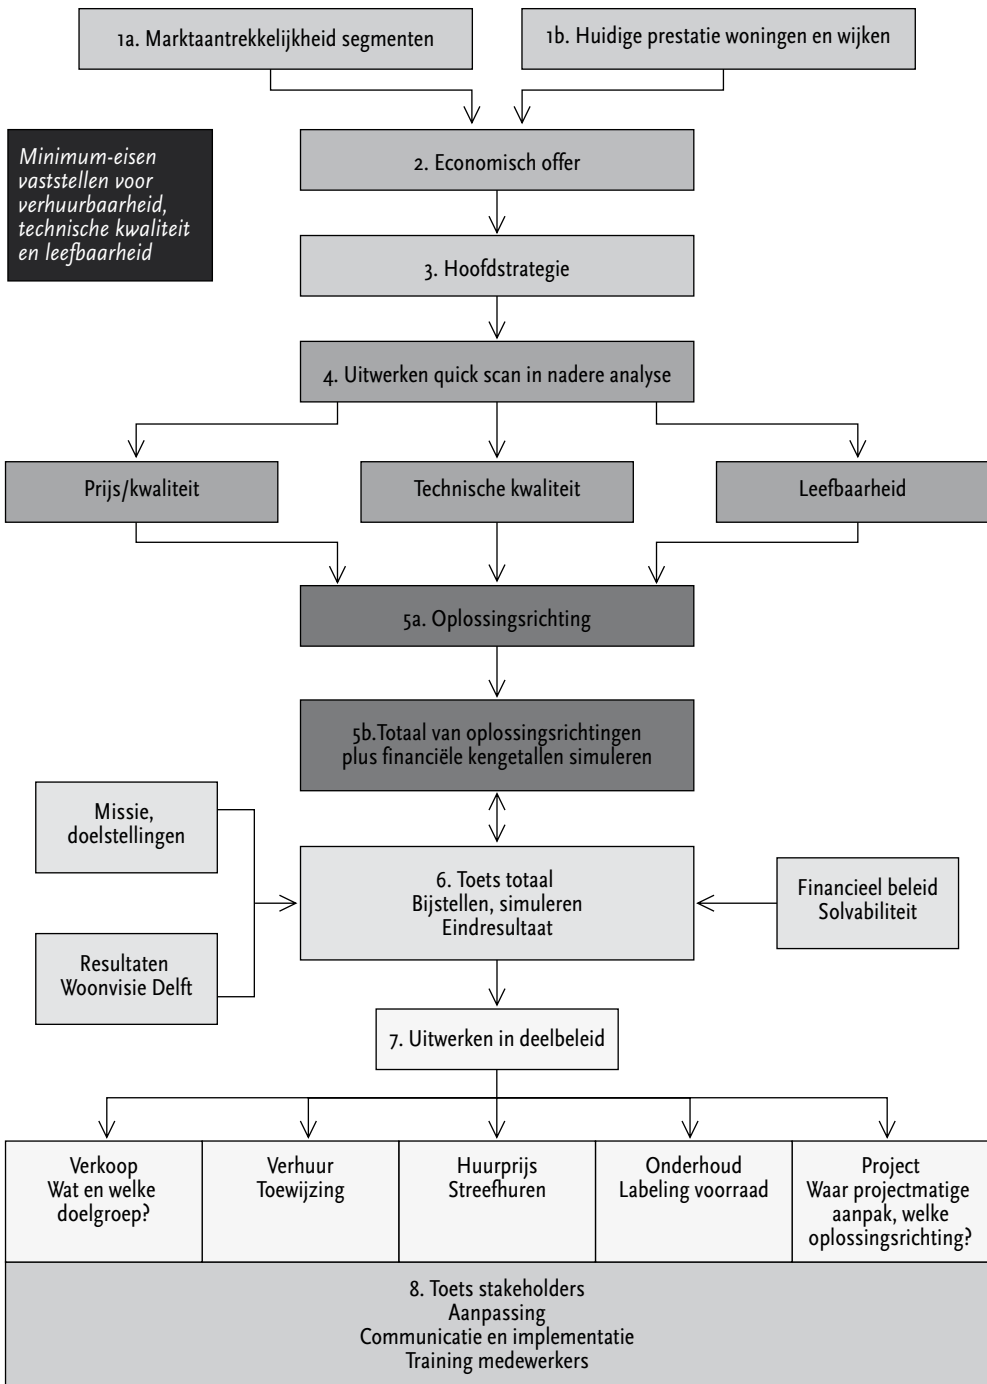 1a. Marktaantrekkelijkheid segmenten
1b. Huidige prestatie woningen en wijken
Minimum-eisen
vaststellen voor
verhuurbaarheid,
technische kwaliteit
en leefbaarheid
2. Economisch offer
3. Hoofdstrategie
4. Uitwerken quick scan in nadere analyse
Prijs/kwaliteit
Technische kwaliteit
Leefbaarheid
5a. Oplossingsrichting
5b.Totaal van oplossingsrichtingen
plus financiële kengetallen simuleren
Missie,
doelstellingen
6. Toets totaal
Bijstellen, simuleren
Eindresultaat
Financieel beleid
Solvabiliteit
Resultaten
Woonvisie Delft
7. Uitwerken in deelbeleid
Verkoop
Wat en welke
doelgroep?
Verhuur
Toewijzing
Huurprijs
Streefhuren
Onderhoud
Labeling voorraad
Project
Waar projectmatige
aanpak, welke
oplossingsrichting?
8. Toets stakeholders
Aanpassing
Communicatie en implementatie
Training medewerkers